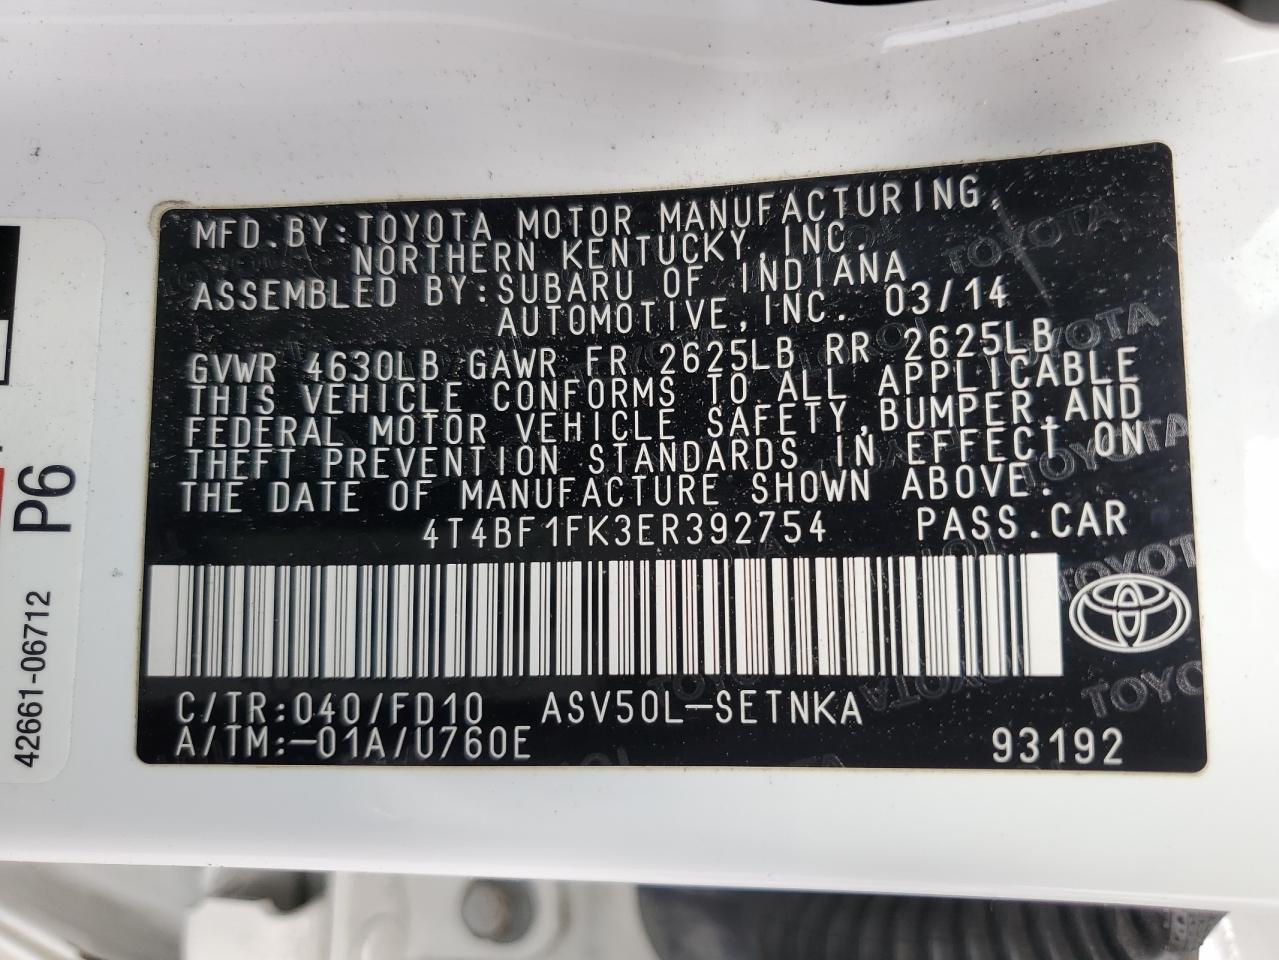 MFD.BY:TOYOTA MOTOR MANUFACTURING,
NORTHERN KENTUCKY, INC.
ASSEMBLED BY:SUBARU OF INDIANA
AUTOMOTIVE, INC. 03/14
GVWR 4630LB GAWR FR 2625LB RR 2625LB
THIS VEHICLE CONFORMS TO ALL APPLICABLE
FEDERAL MOTOR VEHICLE SAFETY, BUMPER, AND
THEFT PREVENTION STANDARDS IN EFFECT ON
THE DATE OF MANUFACTURE SHOWN ABOVE.
4T4BF1FK3ER392754 PASS.CAR
C/TR:040/FD10 ASV50L-SETNKA
A/TM:-01A/U760E 93192
P6
42661-06712
TOYOTA
TOYOTA
TOYOTA